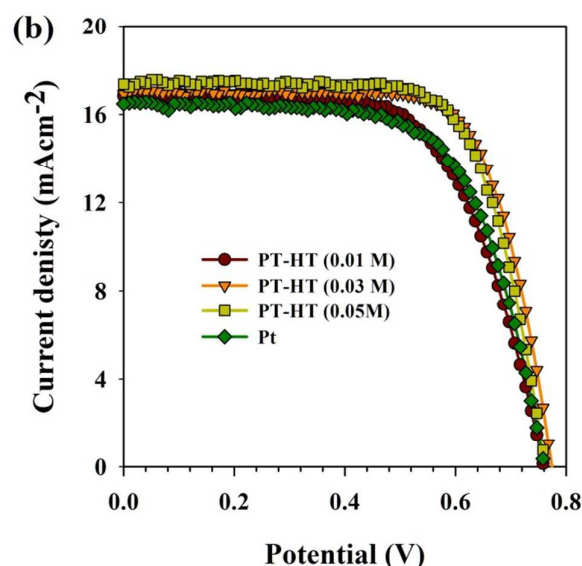 (b)
20
16
12
8
4
0
Current denisty (mAcm-2)
PT-HT (0.01 M)
PT-HT (0.03 M)
PT-HT (0.05M)
Pt
0.0 0.2 0.4 0.6 0.8
Potential (V)